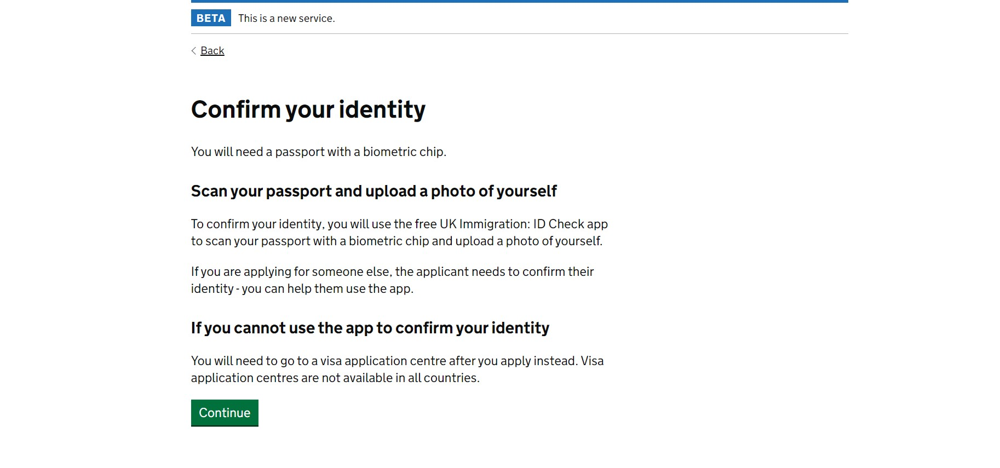 BETA This is a new service.
Back
Confirm your identity
You will need a passport with a biometric chip.
Scan your passport and upload a photo of yourself
To confirm your identity, you will use the free UK Immigration: ID Check app
to scan your passport with a biometric chip and upload a photo of yourself.
If you are applying for someone else, the applicant needs to confirm their
identity - you can help them use the app.
If you cannot use the app to confirm your identity
You will need to go to a visa application centre after you apply instead. Visa
application centres are not available in all countries.
Continue